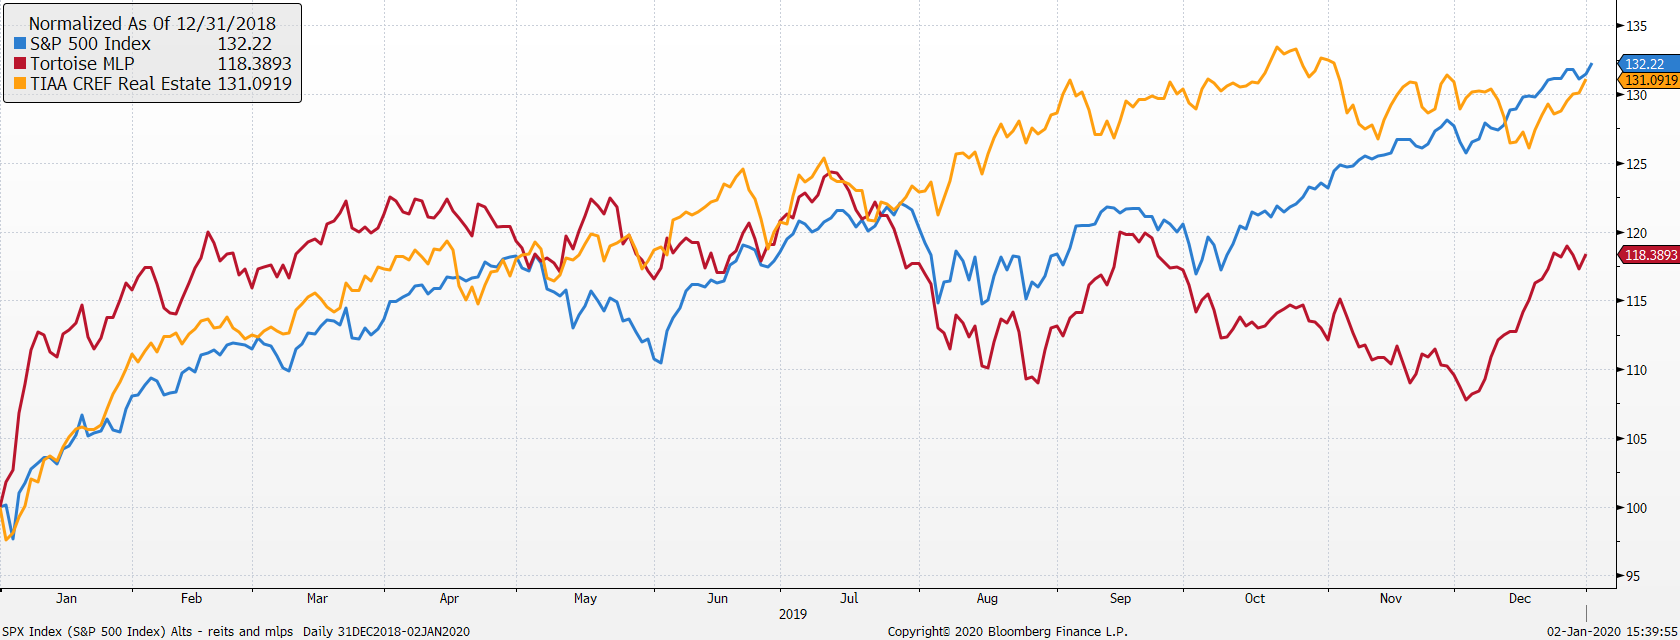 Normalized As Of 12/31/2018
S&P 500 Index 132.22
Tortoise MLP 118.3893
TIAA CREF Real Estate 131.0919
135
132.22
131.0919
130
125
120
118.3893
115
110
105
100
95
Jan Feb Mar Apr May Jun Jul Aug Sep Oct Nov Dec
2019
SPX Index (S&P 500 Index) Alts - reits and mlps Daily 31DEC2018-02JAN2020 Copyright© 2020 Bloomberg Finance L.P. 02-Jan-2020 15:39:55